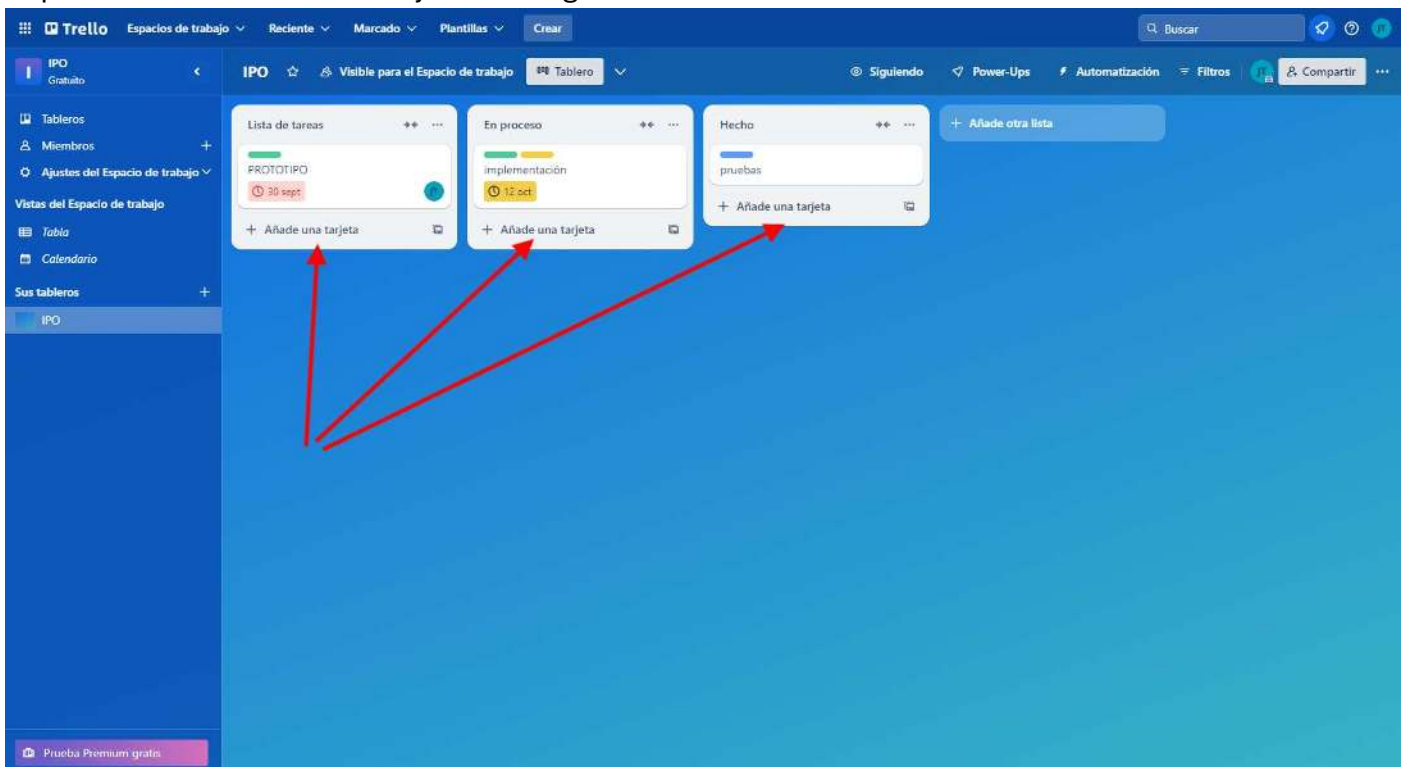 Trello Espacios de trabajo Reciente Marcado Plantillas Crear Buscar
IPO
Gratuito
IPO Visible para el Espacio de trabajo Tablero Siguiendo Power-Ups Automatización Filtros Compartir
Tableros
Miembros
Ajustes del Espacio de trabajo
Vistas del Espacio de trabajo
Tabla
Calendario
Sus tableros
IPO
Lista de tareas
PROTOTIPO
30 sept
+ Añade una tarjeta
En proceso
implementación
12 oct
+ Añade una tarjeta
Hecho
pruebas
+ Añade una tarjeta
+ Añade otra lista
Prueba Premium gratis